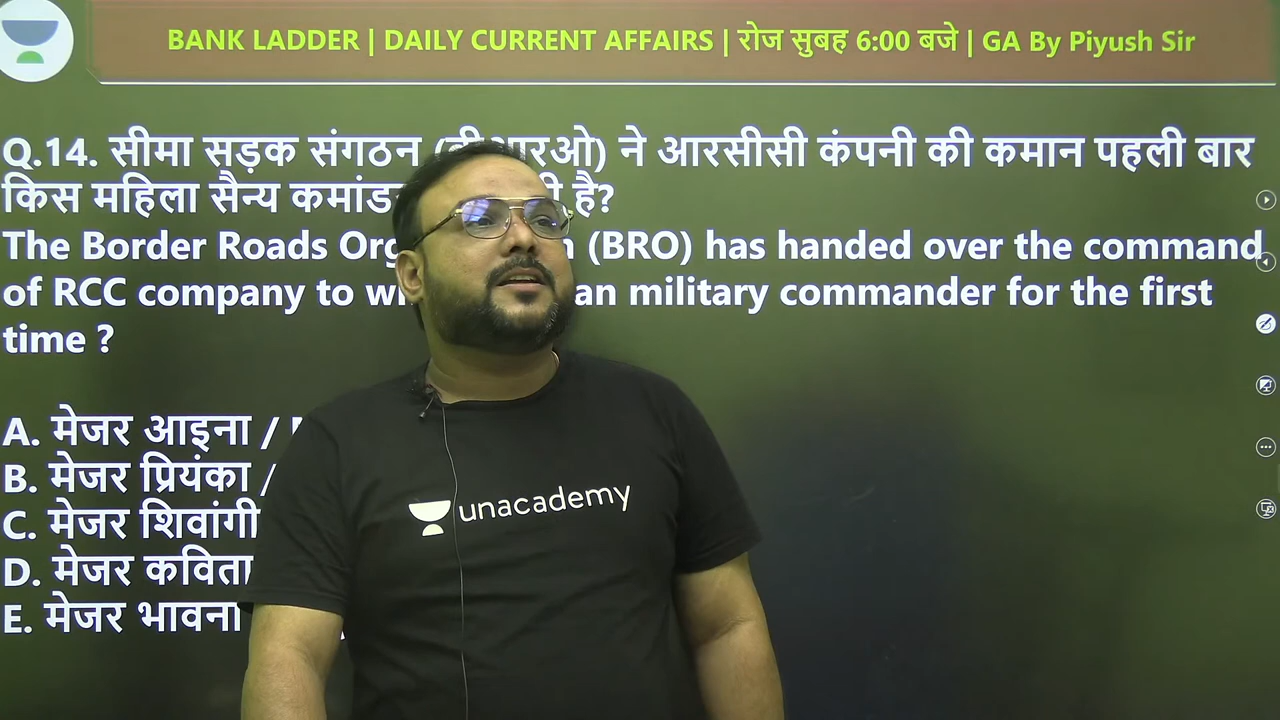 BANK LADDER | DAILY CURRENT AFFAIRS | रोज सुबह 6:00 बजे | GA By Piyush Sir
Q.14. सीमा सड़क संगठन ने आरसीसी कंपनी की कमान पहली बार
किस महिला सैन्य है?
The Border Roads (BRO) has handed over the command
of RCC company to an military commander for the first
time ?
A. मेजर आइना /
B. मेजर प्रियंका /
C. मेजर शिवांगी
D. मेजर कविता
E. मेजर भावना
unacademy